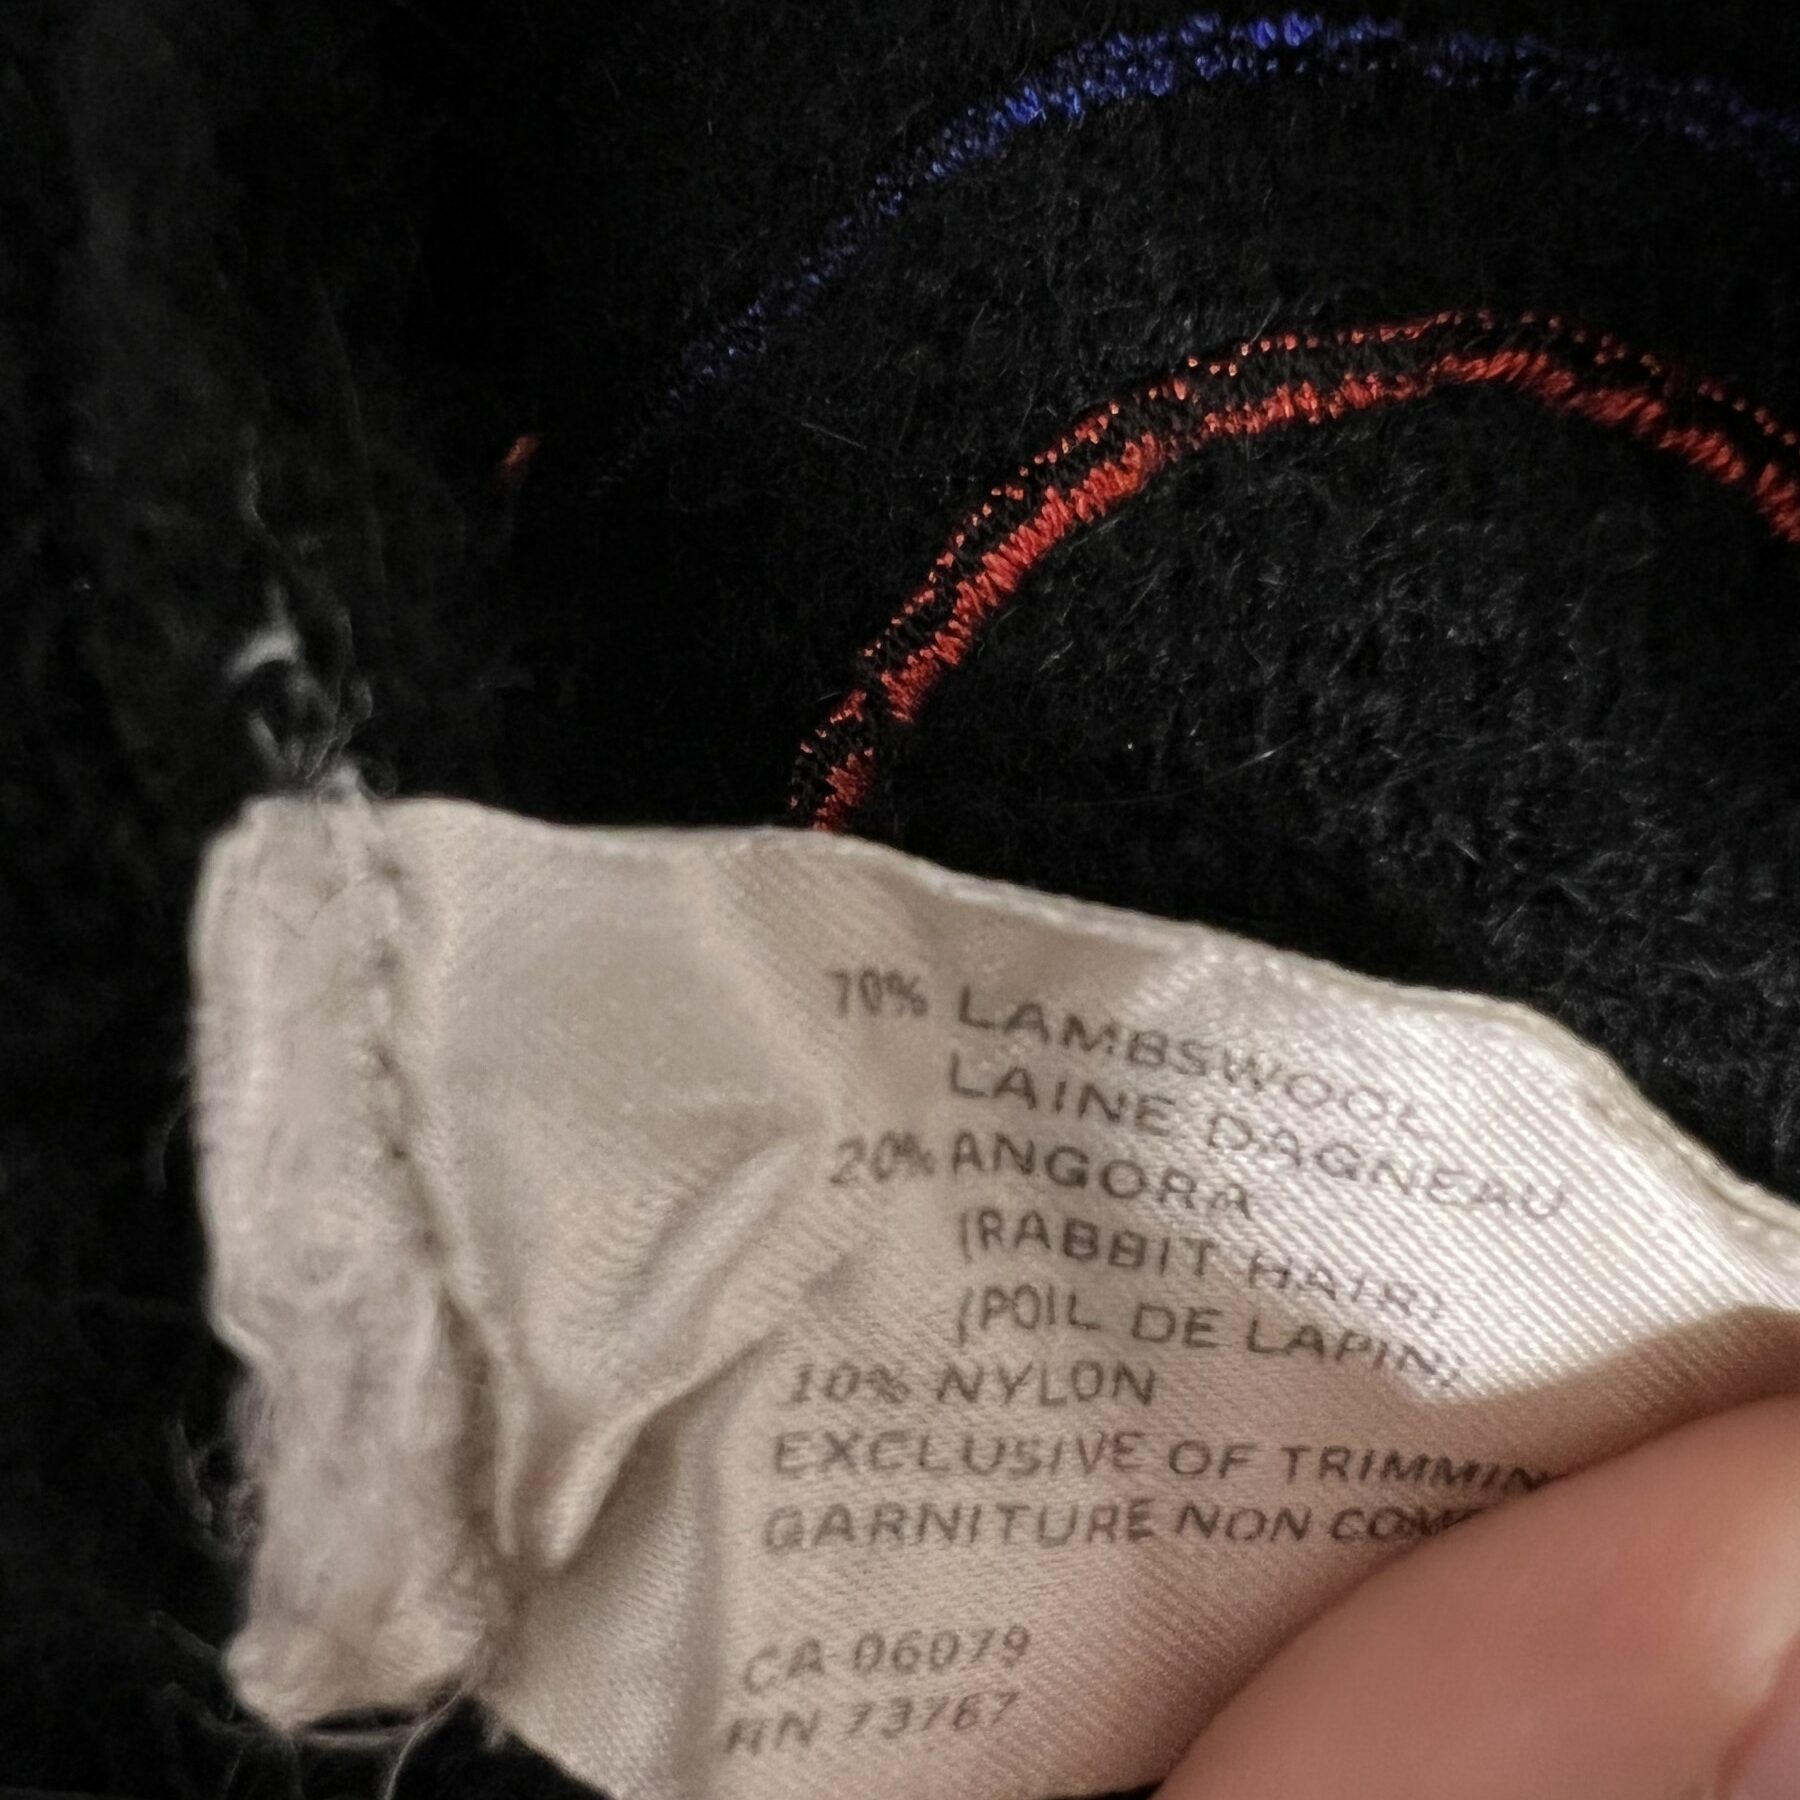 70% LAMBSWOOL
LAINE DAGNEAU
20% ANGORA
(RABBIT HAIR)
(POIL DE LAPIN)
10% NYLON
EXCLUSIVE OF TRIMMIN
GARNITURE NON
CA 06079
RN 73767